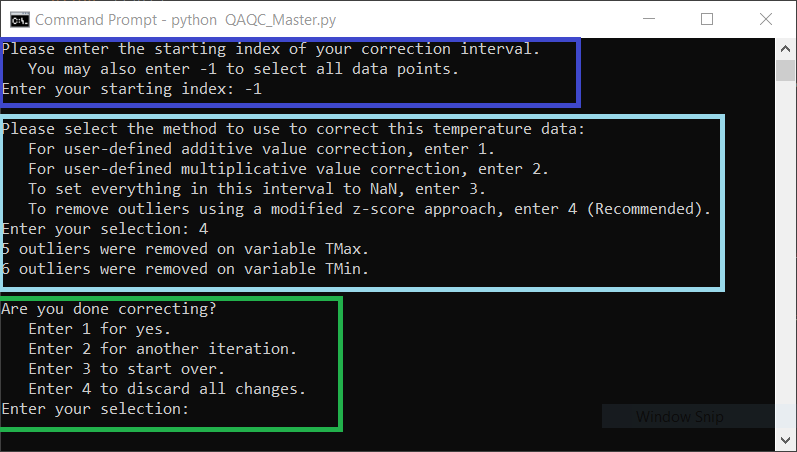 Command Prompt - python  QAQC_Master.py
Please enter the starting index of your correction interval.
   You may also enter -1 to select all data points.
Enter your starting index: -1
Please select the method to use to correct this temperature data:
   For user-defined additive value correction, enter 1.
   For user-defined multiplicative value correction, enter 2.
   To set everything in this interval to NaN, enter 3.
   To remove outliers using a modified z-score approach, enter 4 (Recommended).
Enter your selection: 4
5 outliers were removed on variable TMax.
6 outliers were removed on variable TMin.
Are you done correcting?
   Enter 1 for yes.
   Enter 2 for another iteration.
   Enter 3 to start over.
   Enter 4 to discard all changes.
Enter your selection:
Window Snip